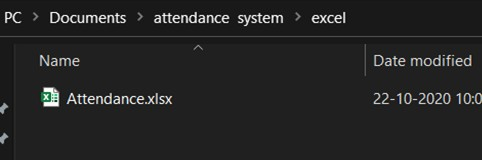 PC > Documents > attendance system > excel
Name Date modified
Attendance.xlsx 22-10-2020 10:0